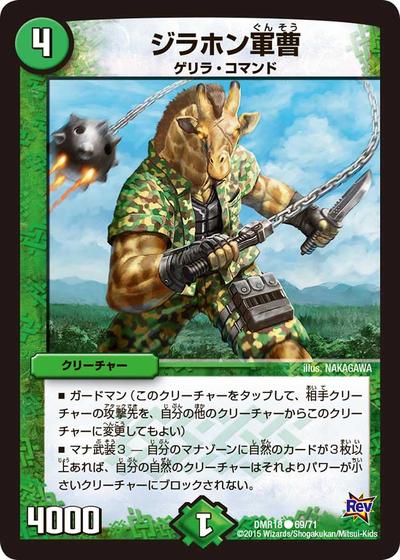 4
ジラホン軍曹
ぐんそう
ゲリラ・コマンド
クリーチャー
illus. NAKAGAWA
■ ガードマン（このクリーチャーをタップして、相手クリー
チャーの攻撃先を、自分の他のクリーチャーからこのクリ
ーチャーに変更してもよい）
■ マナ武装 3 ― 自分のマナゾーンに自然のカードが3枚以
上あれば、自分の自然のクリーチャーはそれよりパワーが小
さいクリーチャーにブロックされない。
Rev
4000
1
DMR18 ● 69/71
©2015 Wizards/Shogakukan/Mitsui-Kids